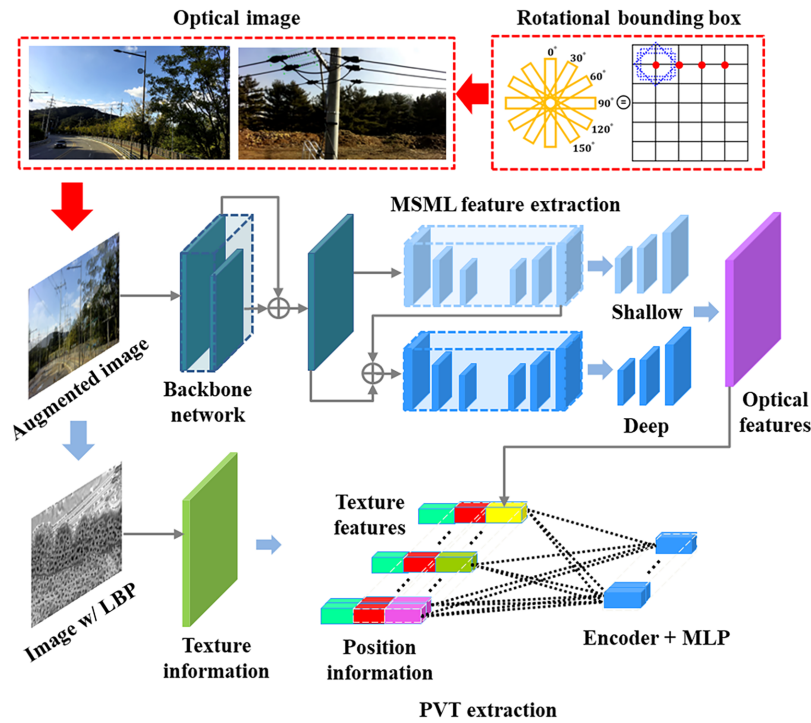 Optical image
Rotational bounding box
0°
30°
60°
90°
120°
150°
=
MSML feature extraction
Augmented image
Backbone
network
Shallow
Deep
Optical
features
Texture
features
Image w/ LBP
Texture
information
Position
information
Encoder + MLP
PVT extraction